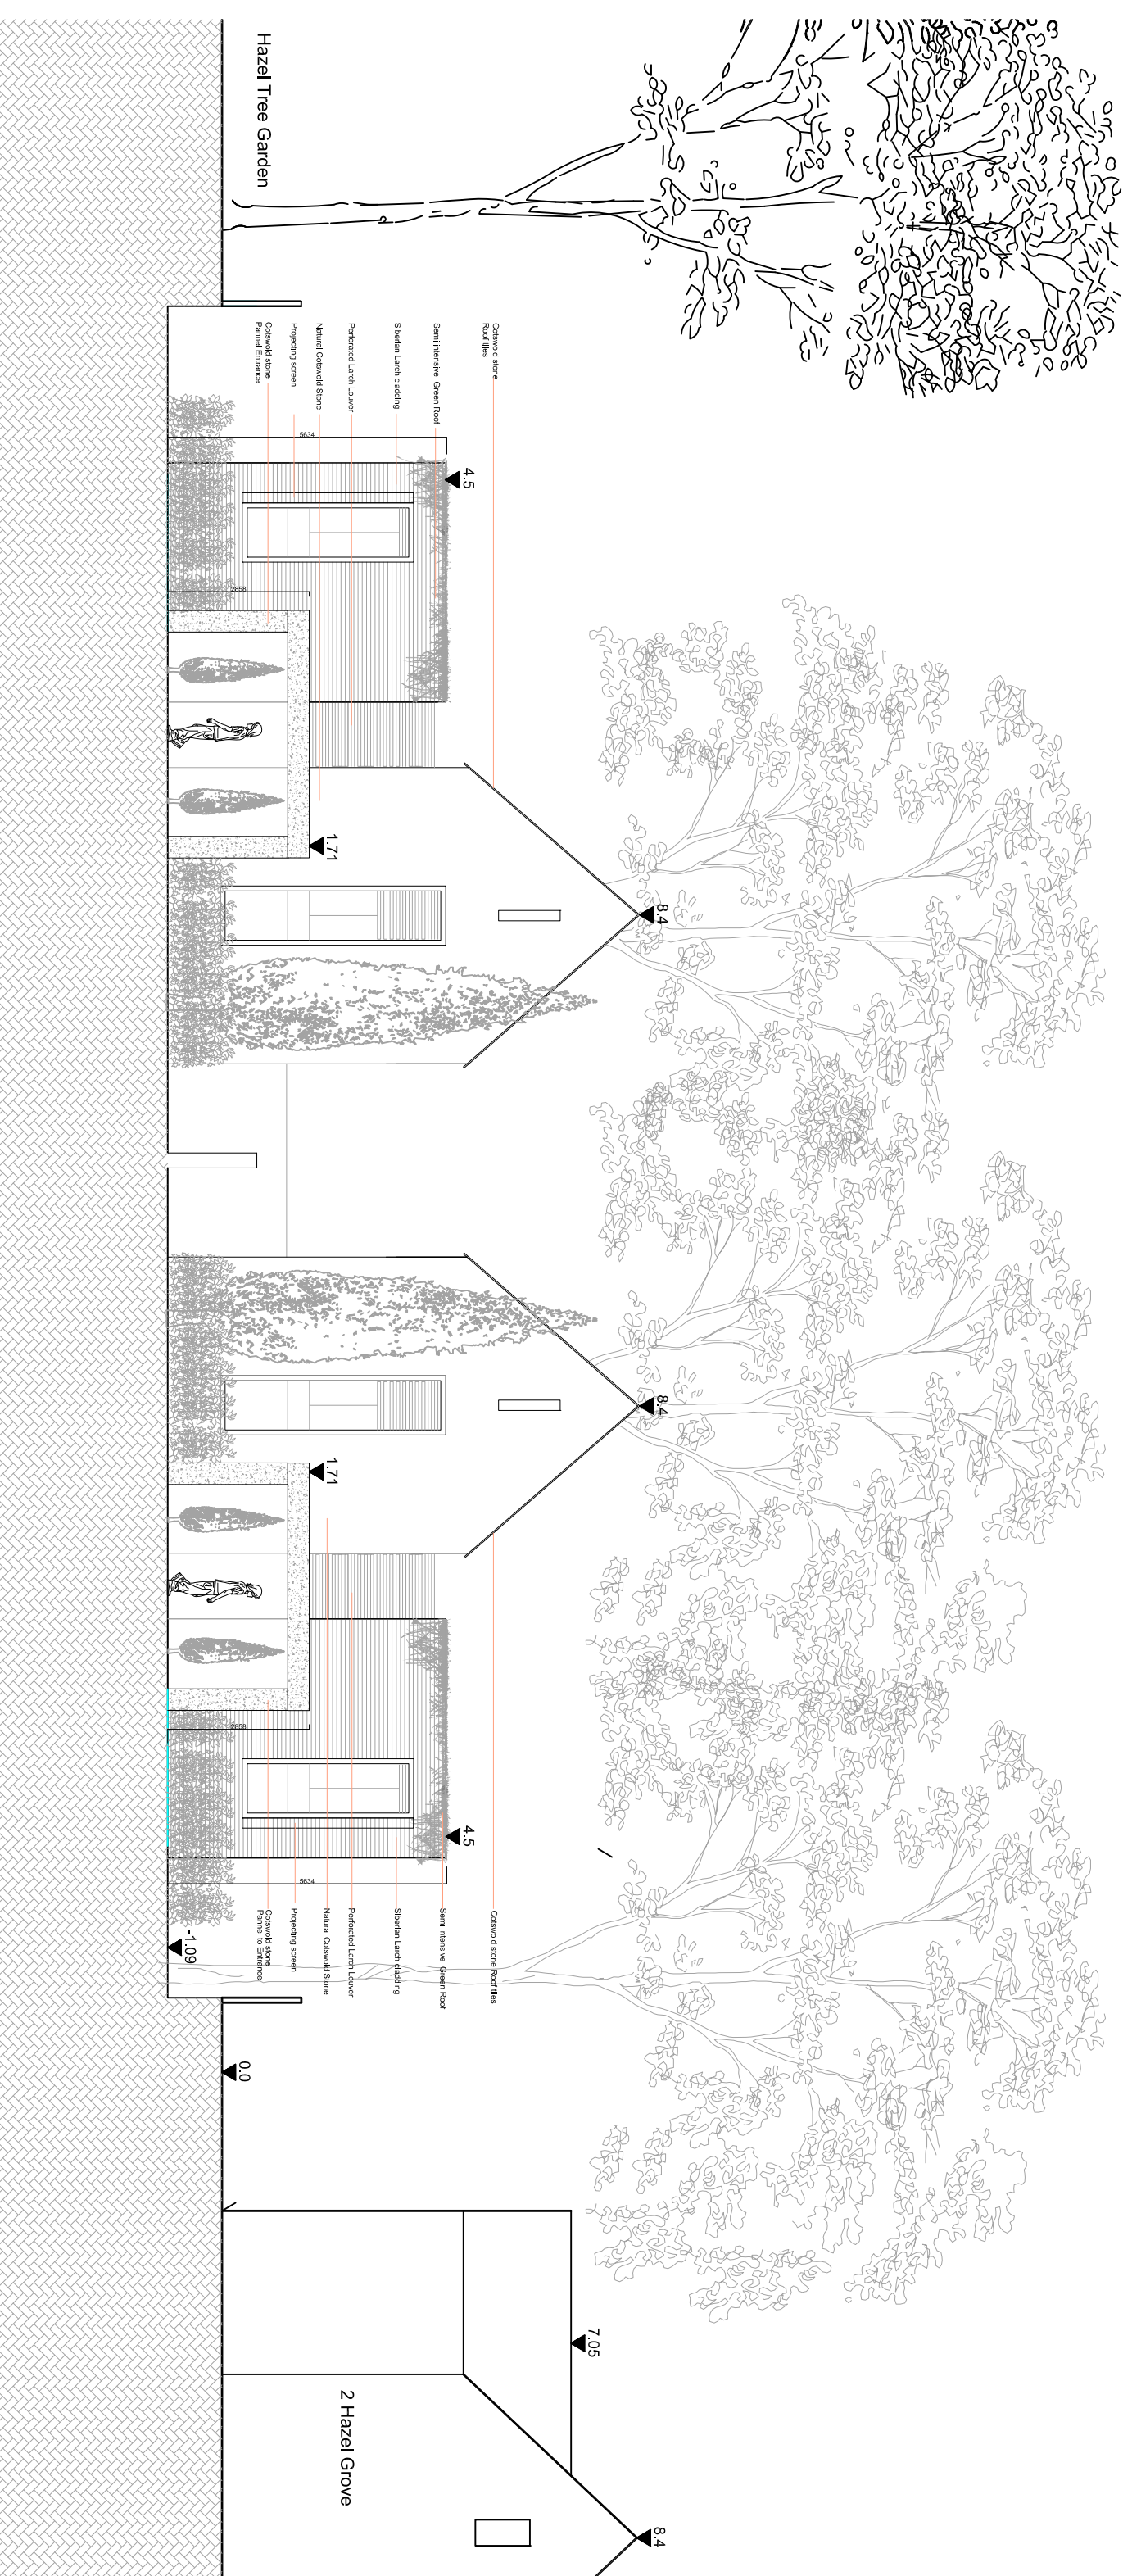 Hazel Tree Garden
Cotswold stone
Roof tiles
Semi intensive Green Roof
Siberian Larch cladding
Perforated Larch Louver
Natural Cotswold Stone
Projecting screen
Cotswold stone
Pannel Entrance
5634
4.5
2858
1.71
8.4
8.4
1.71
2858
4.5
5634
Cotswold stone Roof tiles
Semi intensive Green Roof
Siberian Larch cladding
Perforated Larch Louver
Natural Cotswold Stone
Projecting screen
Cotswold stone
Pannel to Entrance
-1.09
0.0
7.05
2 Hazel Grove
8.4